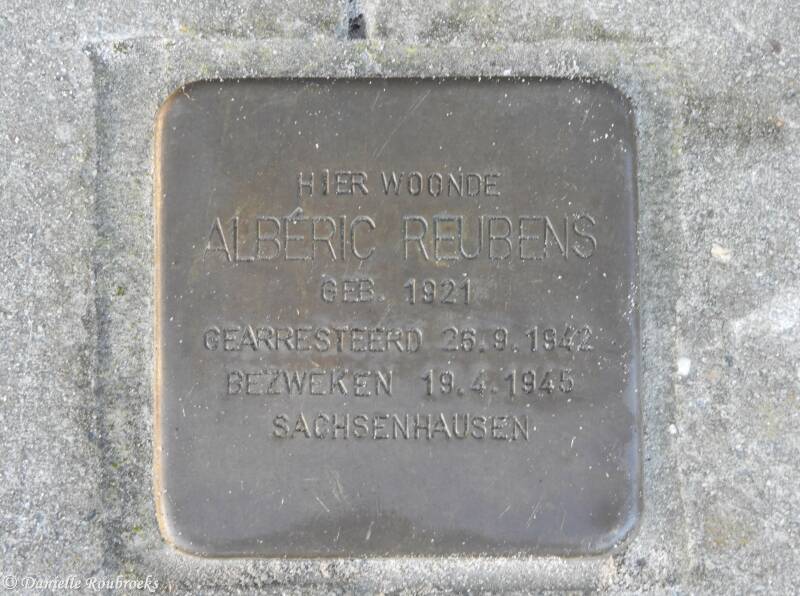 HIER WOONDE
ALBÉRIC REUBENS
GEB. 1921
GEARRESTEERD 26.9.1942
BEZWEKEN 19.4.1945
SACHSENHAUSEN
© Danielle Roubroeks